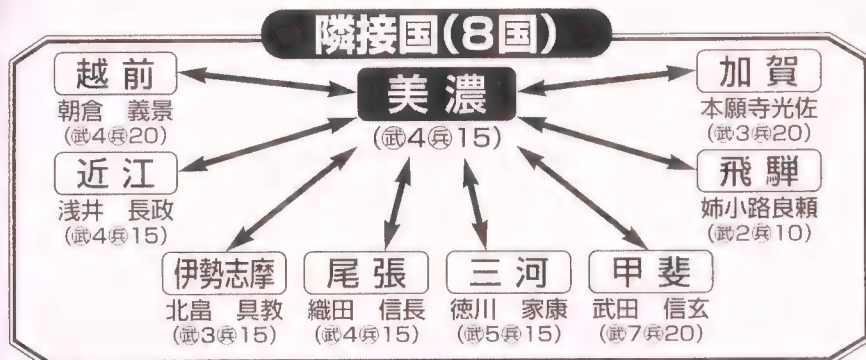 隣接国(8国)
美濃
(武4兵15)
越前
朝倉 義景
(武4兵20)
近江
浅井 長政
(武4兵15)
伊勢志摩
北畠 具教
(武3兵15)
尾張
織田 信長
(武4兵15)
三河
徳川 家康
(武5兵15)
甲斐
武田 信玄
(武7兵20)
加賀
本願寺光佐
(武3兵20)
飛騨
姉小路良頼
(武2兵10)